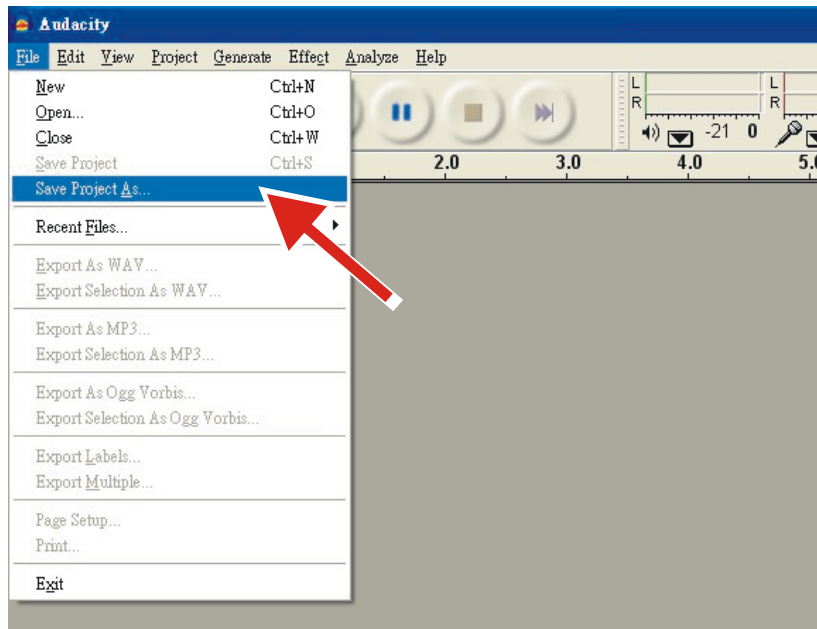 Audacity
File Edit View Project Generate Effect Analyze Help
New Ctrl+N
Open... Ctrl+O
Close Ctrl+W
Save Project Ctrl+S
Save Project As...
Recent Files...
Export As WAV...
Export Selection As WAV...
Export As MP3...
Export Selection As MP3...
Export As Ogg Vorbis...
Export Selection As Ogg Vorbis...
Export Labels...
Export Multiple...
Page Setup...
Print...
Exit
L L
R R
-21 0
2.0 3.0 4.0 5.0